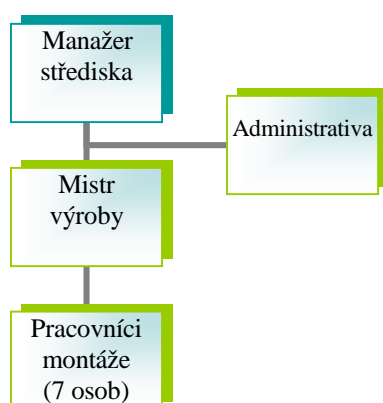 Manažer
střediska
Administrativa
Mistr
výroby
Pracovníci
montáže
(7 osob)